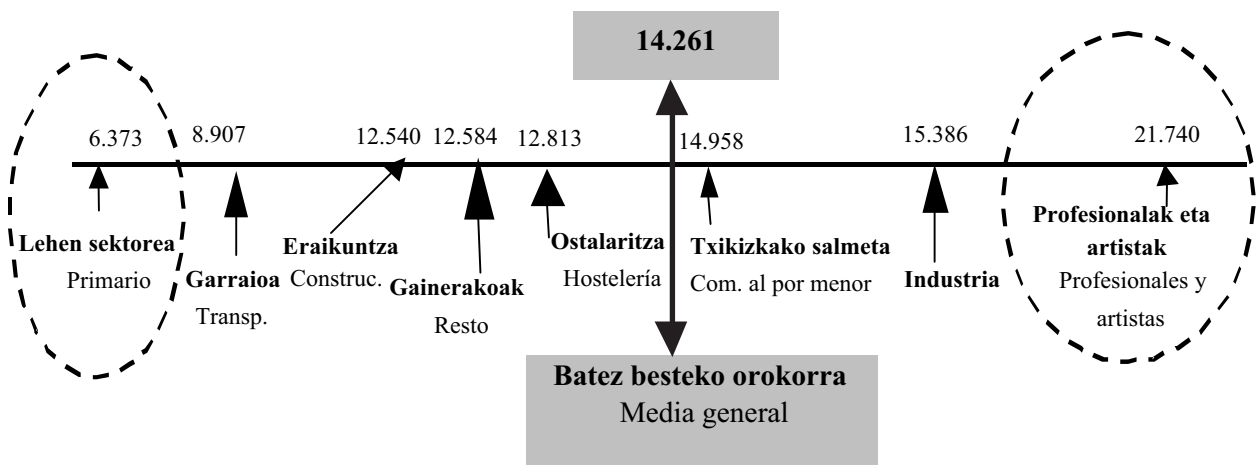 14.261
6.373
8.907
12.540
12.584
12.813
14.958
15.386
21.740
Lehen sektorea
Primario
Garraioa
Transp.
Eraikuntza
Construc.
Gainerakoak
Resto
Ostalaritza
Hostelería
Txikizkako salmeta
Com. al por menor
Industria
Profesionalak eta
artistak
Profesionales y
artistas
Batez besteko orokorra
Media general